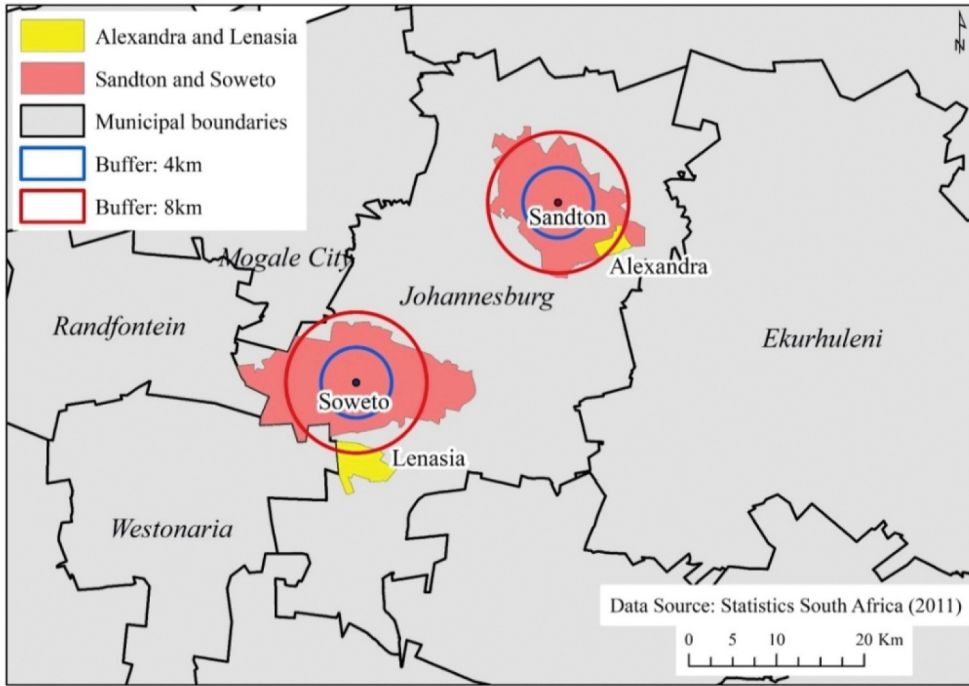 Alexandra and Lenasia
Sandton and Soweto
Municipal boundaries
Buffer: 4km
Buffer: 8km
N
Sandton
Alexandra
Mogale City
Johannesburg
Randfontein
Ekurhuleni
Soweto
Lenasia
Westonaria
Data Source: Statistics South Africa (2011)
0 5 10 20 Km